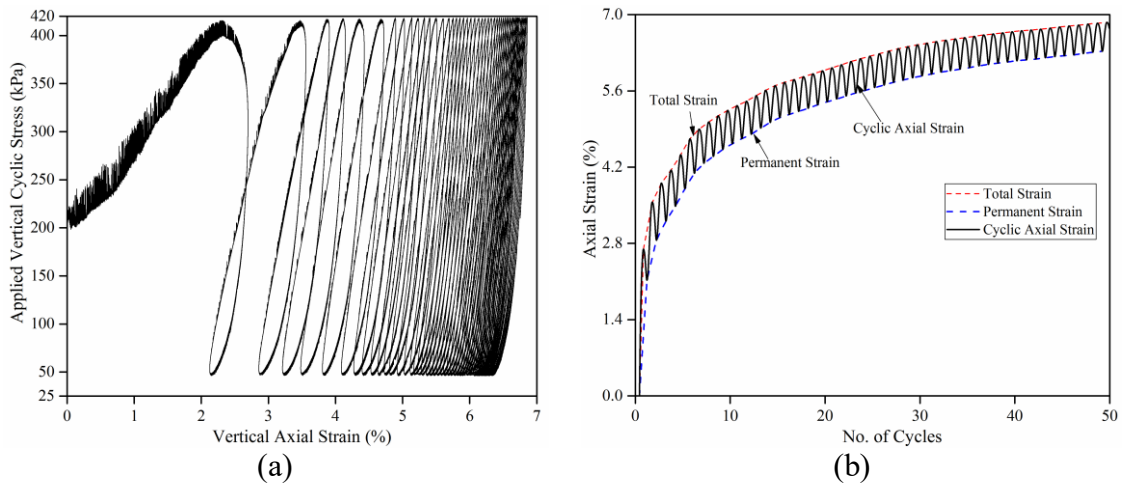 420
400
350
300
250
200
150
100
50
25
Applied Vertical Cyclic Stress (kPa)
0 1 2 3 4 5 6 7
Vertical Axial Strain (%)
(a)
7.0
5.6
4.2
2.8
1.4
0.0
Axial Strain (%)
Total Strain
Cyclic Axial Strain
Permanent Strain
Total Strain
Permanent Strain
Cyclic Axial Strain
0 10 20 30 40 50
No. of Cycles
(b)